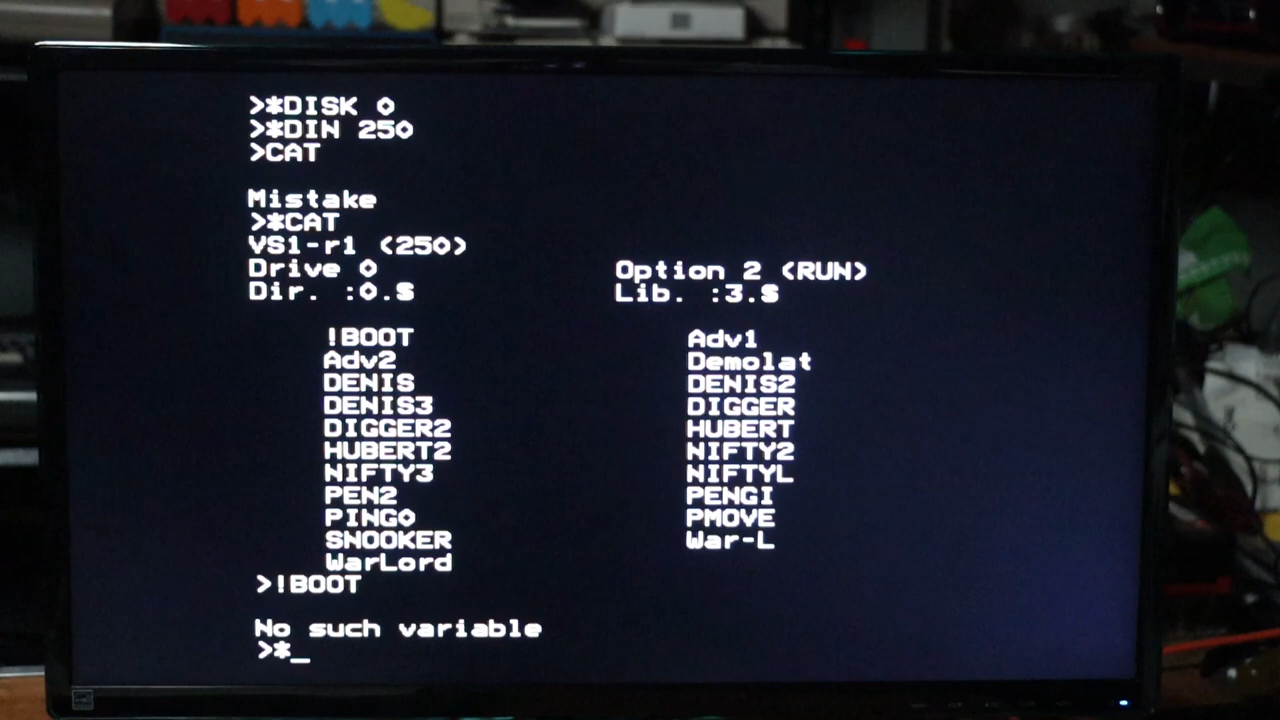 >*DISK 0
>*DIN 250
>CAT
Mistake
>*CAT
VS1-r1 (250)
Drive 0 Option 2 (RUN)
Dir. :0.S Lib. :3.S
!BOOT Adv1
Adv2 Demolat
DENIS DENIS2
DENIS3 DIGGER
DIGGER2 HUBERT
HUBERT2 NIFTY2
NIFTY3 NIFTYL
PEN2 PENGI
PINGO PMOVE
SNOOKER War-L
WarLord
>!BOOT
No such variable
>*_